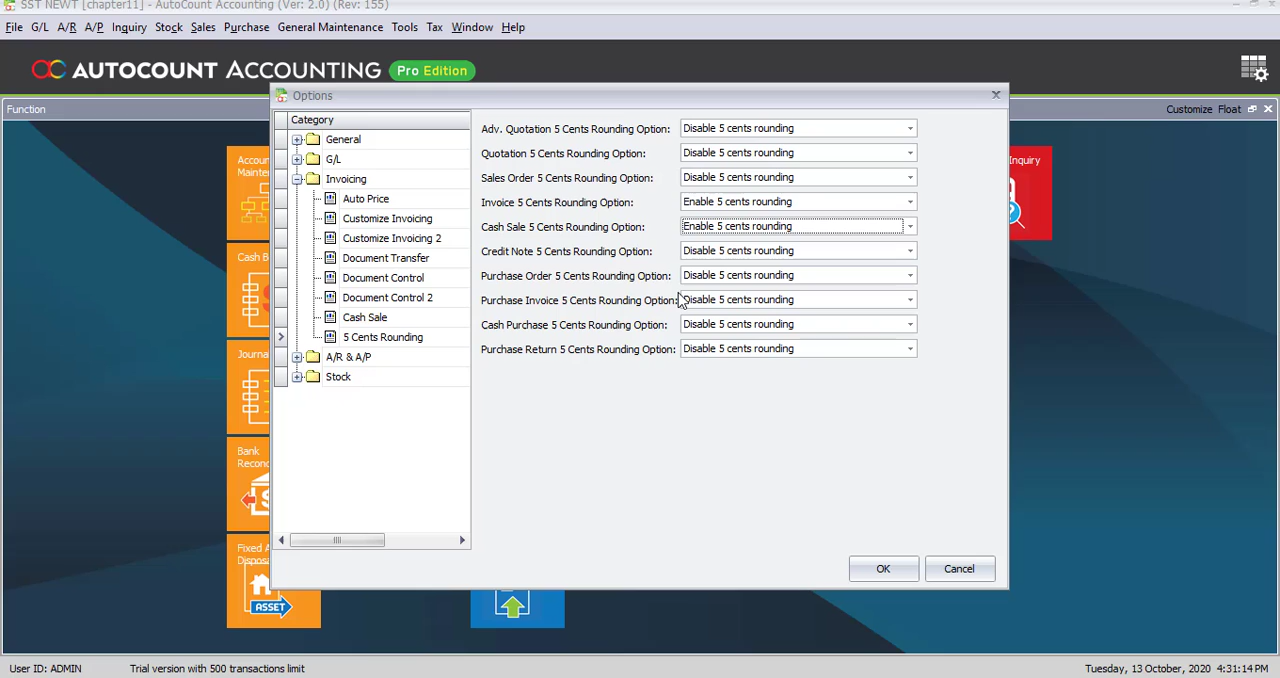 SST NEWT [chapter11] - AutoCount Accounting (Ver: 2.0) (Rev: 155)
File G/L A/R A/P Inquiry Stock Sales Purchase General Maintenance Tools Tax Window Help
AUTOCOUNT ACCOUNTING Pro Edition
Function
Customize Float
Options
Category
General
G/L
Invoicing
Auto Price
Customize Invoicing
Customize Invoicing 2
Document Transfer
Document Control
Document Control 2
Cash Sale
5 Cents Rounding
A/R & A/P
Stock
Adv. Quotation 5 Cents Rounding Option: Disable 5 cents rounding
Quotation 5 Cents Rounding Option: Disable 5 cents rounding
Sales Order 5 Cents Rounding Option: Disable 5 cents rounding
Invoice 5 Cents Rounding Option: Enable 5 cents rounding
Cash Sale 5 Cents Rounding Option: Enable 5 cents rounding
Credit Note 5 Cents Rounding Option: Disable 5 cents rounding
Purchase Order 5 Cents Rounding Option: Disable 5 cents rounding
Purchase Invoice 5 Cents Rounding Option: Disable 5 cents rounding
Cash Purchase 5 Cents Rounding Option: Disable 5 cents rounding
Purchase Return 5 Cents Rounding Option: Disable 5 cents rounding
OK Cancel
Accoun
Mainte
Cash B
Journa
Bank
Recon
Fixed A
Dispos
ASSET
Inquiry
User ID: ADMIN
Trial version with 500 transactions limit
Tuesday, 13 October, 2020 4:31:14 PM